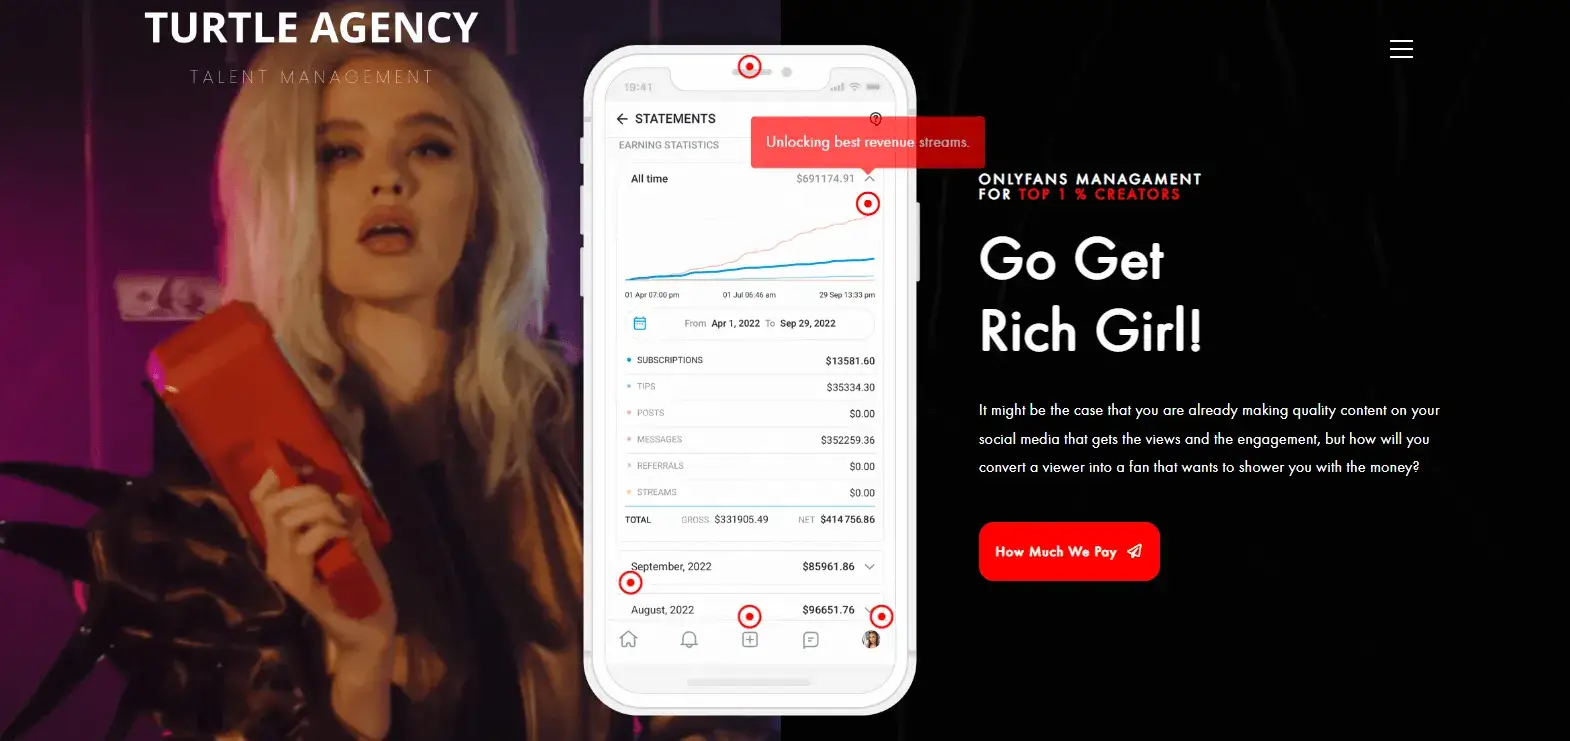 TURTLE AGENCY
TALENT MANAGEMENT
19:41
STATEMENTS
EARNING STATISTICS
Unlocking best revenue streams.
All time $691174.91
01 Apr 07:00 pm 01 Jul 06:46 am 29 Sep 13:33 pm
From Apr 1, 2022 To Sep 29, 2022
SUBSCRIPTIONS $13581.60
TIPS $35334.30
POSTS $0.00
MESSAGES $352259.36
REFERRALS $0.00
STREAMS $0.00
TOTAL GROSS $331905.49 NET $414756.86
September, 2022 $85961.86
August, 2022 $96651.76
ONLYFANS MANAGAMENT
FOR TOP 1 % CREATORS
Go Get
Rich Girl!
It might be the case that you are already making quality content on your
social media that gets the views and the engagement, but how will you
convert a viewer into a fan that wants to shower you with the money?
How Much We Pay